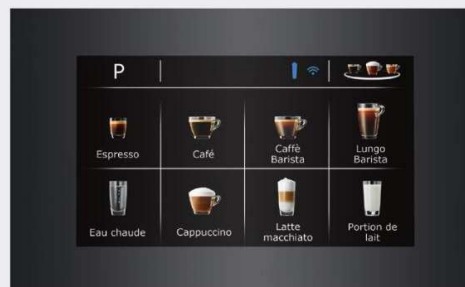 P
Espresso
Café
Caffè
Barista
Lungo
Barista
Eau chaude
Cappuccino
Latte
macchiato
Portion de
lait